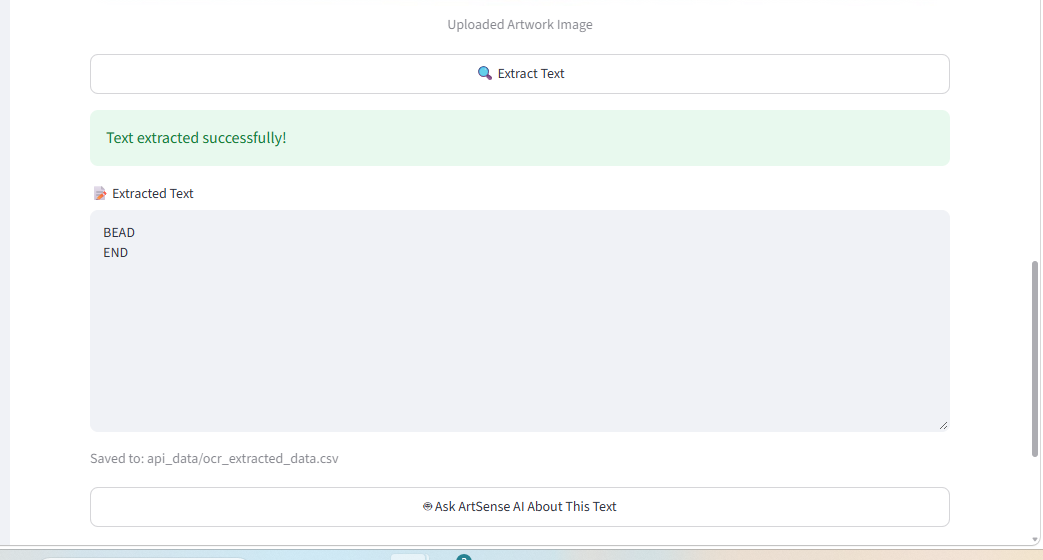 Uploaded Artwork Image
🔍 Extract Text
Text extracted successfully!
📝 Extracted Text
BEAD
END
Saved to: api_data/ocr_extracted_data.csv
Ask ArtSense AI About This Text